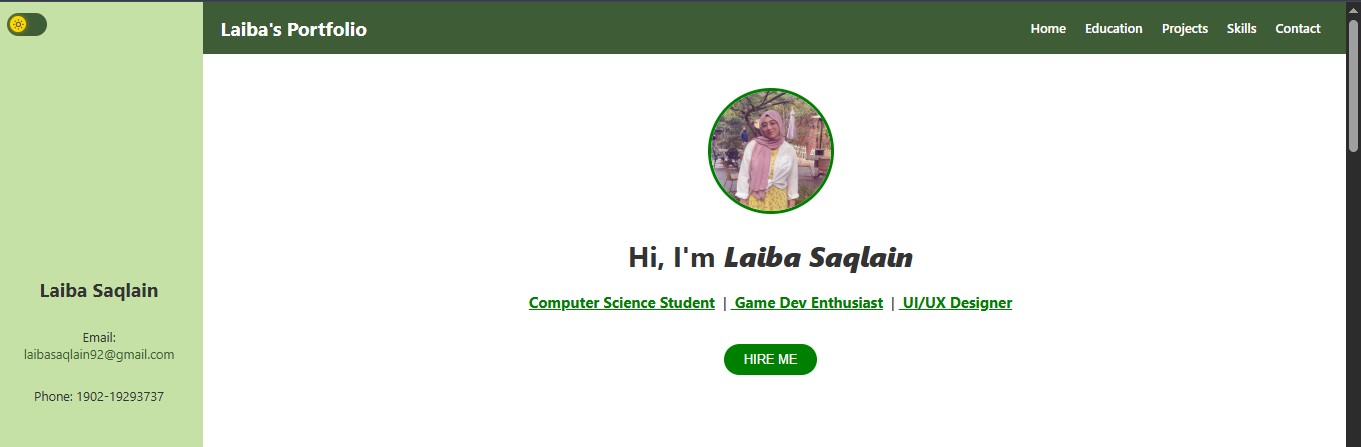 Laiba's Portfolio
Home Education Projects Skills Contact
Hi, I'm Laiba Saqlain
Computer Science Student | Game Dev Enthusiast | UI/UX Designer
HIRE ME
Laiba Saqlain
Email:
laibasaqlain92@gmail.com
Phone: 1902-19293737